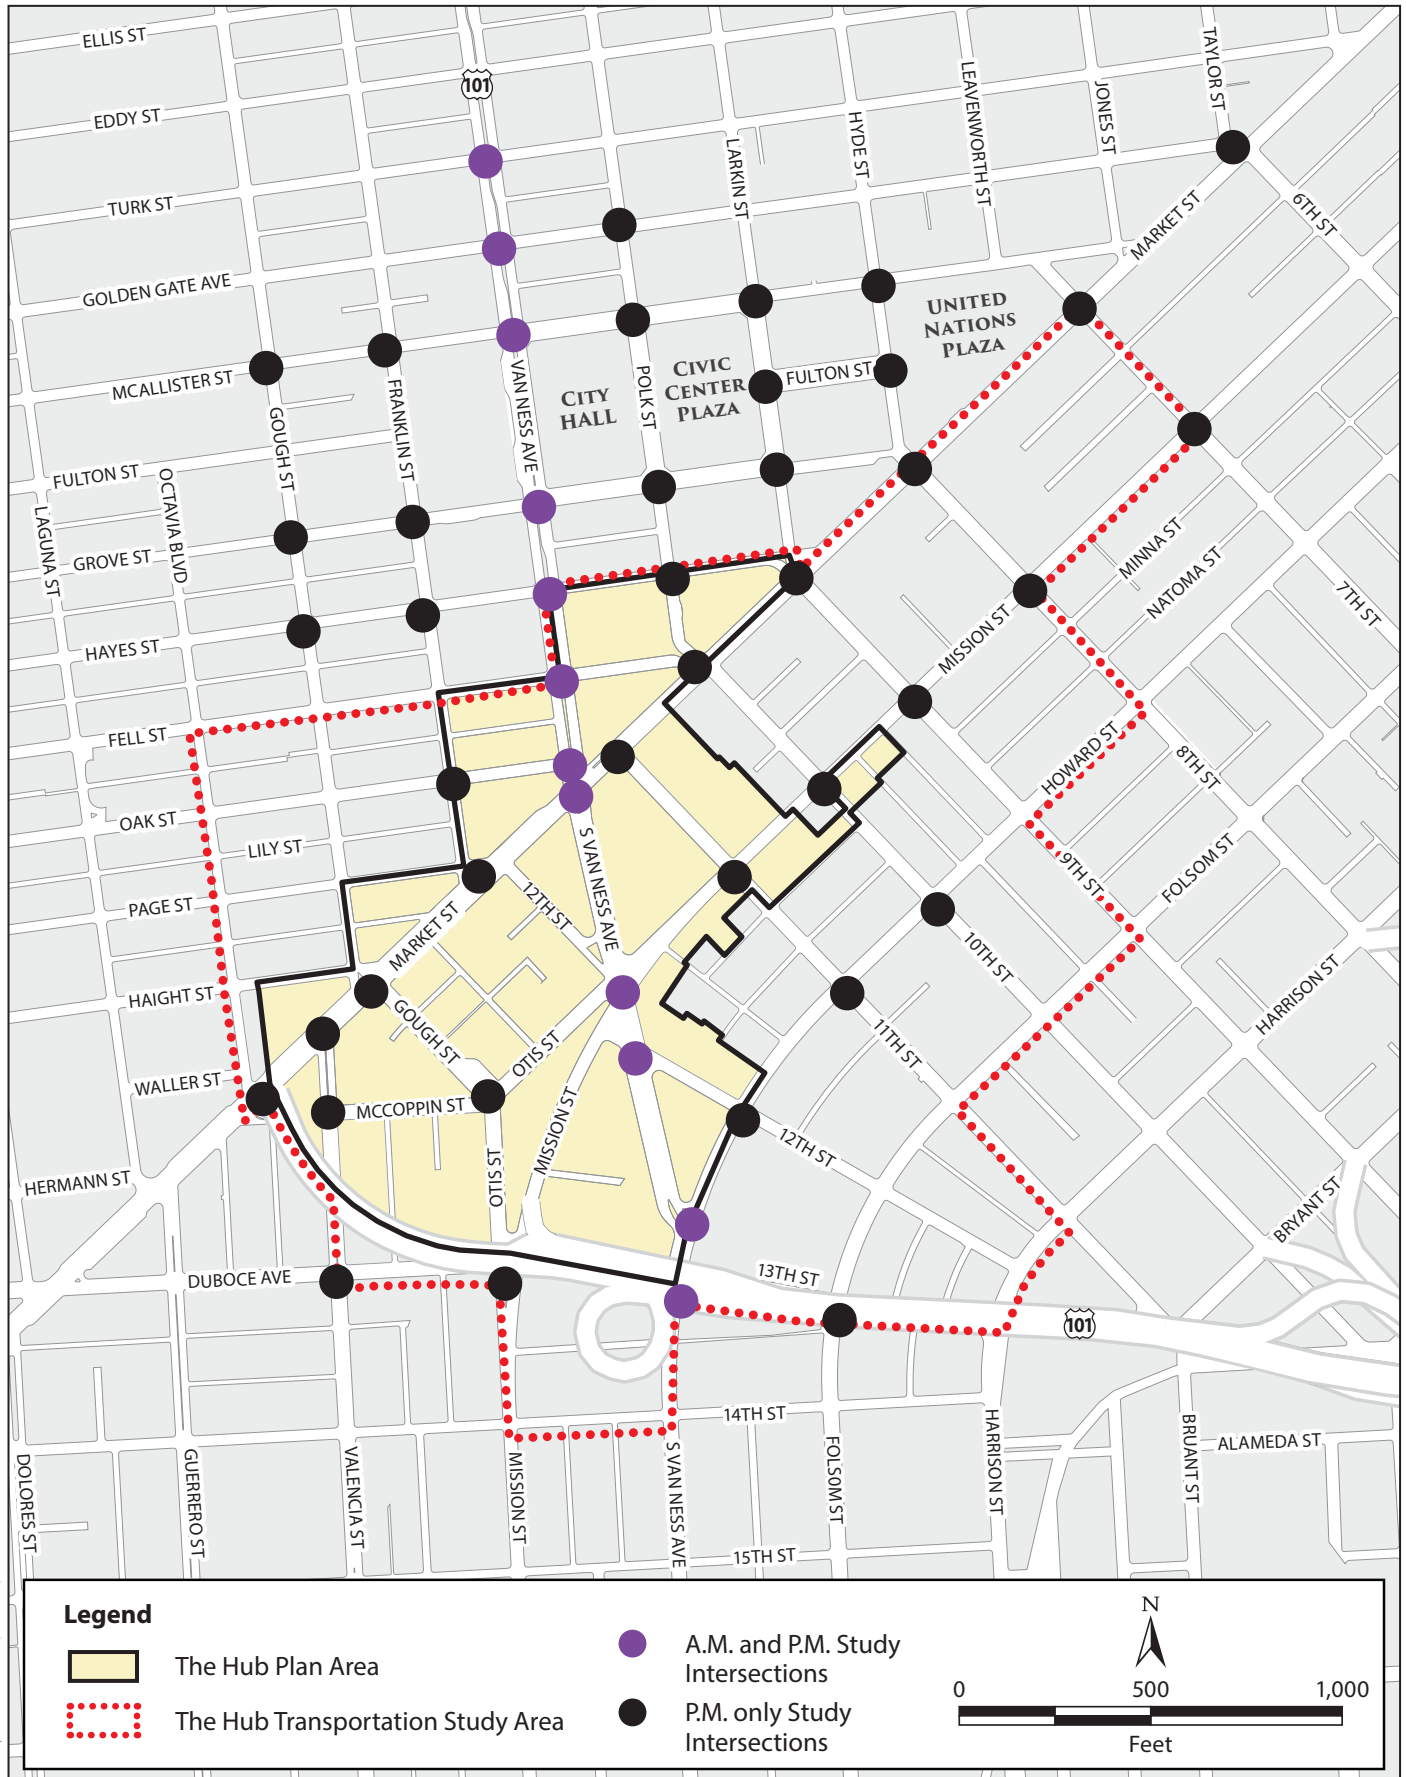 ELLIS ST
TAYLOR ST
101
LEAVENWORTH ST
JONES ST
EDDY ST
HYDE ST
LARKIN ST
TURK ST
MARKET ST
6TH ST
GOLDEN GATE AVE
UNITED
NATIONS
PLAZA
MCALLISTER ST
VAN NESS AVE
CITY
HALL
POLK ST
CIVIC
CENTER
PLAZA
FULTON ST
GOUGH ST
FRANKLIN ST
FULTON ST
OCTAVIA BLVD
LAGUNA ST
GROVE ST
MINNA ST
NATOMA ST
7TH ST
HAYES ST
MISSION ST
FELL ST
HOWARD ST
8TH ST
OAK ST
LILY ST
S VAN NESS AVE
9TH ST
FOLSOM ST
PAGE ST
12TH ST
MARKET ST
10TH ST
HAIGHT ST
HARRISON ST
GOUGH ST
OTIS ST
11TH ST
WALLER ST
MCCOPPIN ST
MISSION ST
12TH ST
HERMANN ST
OTIS ST
BRYANT ST
DUBOCE AVE
13TH ST
101
14TH ST
ALAMEDA ST
DOLORES ST
GUERRERO ST
VALENCIA ST
MISSION ST
S VAN NESS AVE
FOLSOM ST
HARRISON ST
BRUANT ST
15TH ST
Legend
The Hub Plan Area
The Hub Transportation Study Area
A.M. and P.M. Study
Intersections
P.M. only Study
Intersections
N
0 500 1,000
Feet